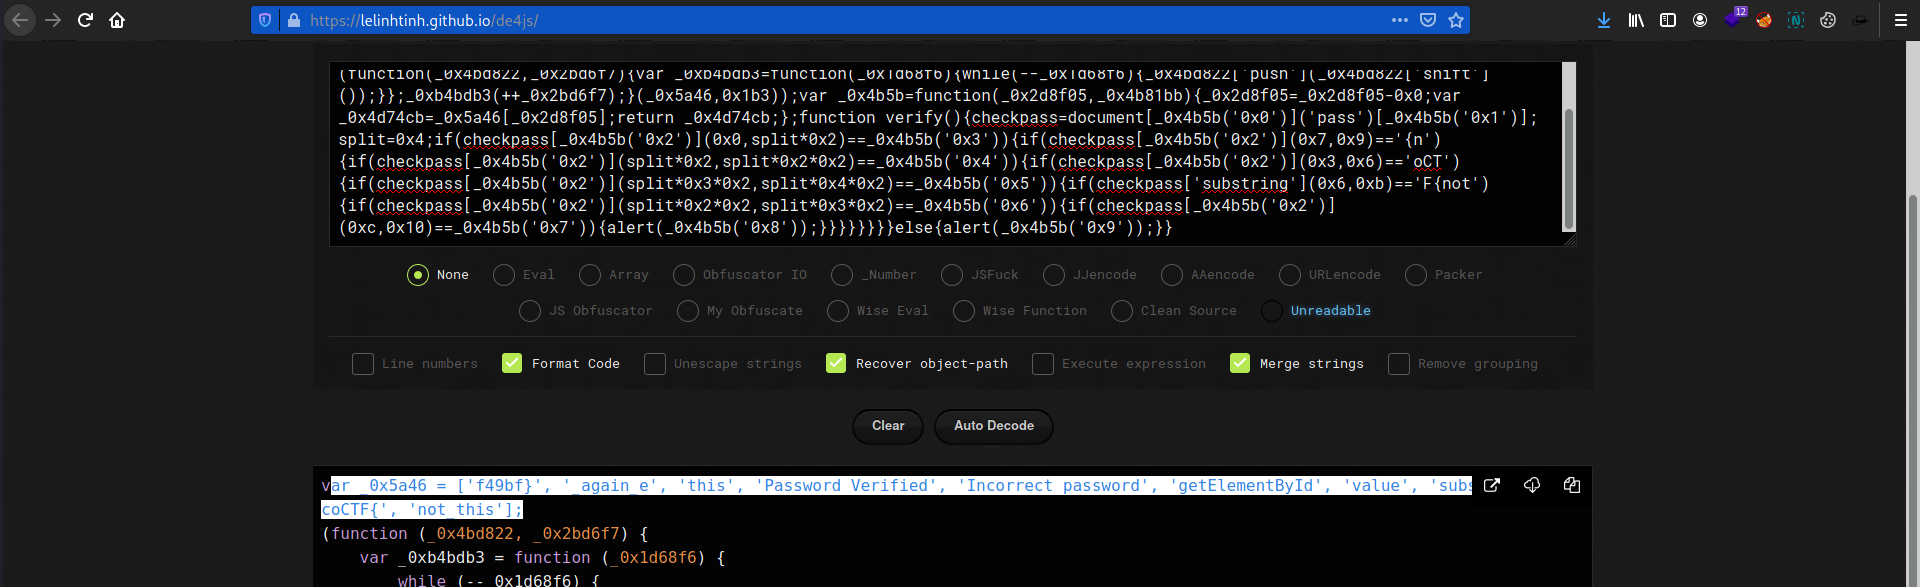 https://lelinhtinh.github.io/de4js/
12
(function(_0x4bd822,_0x2bd6f7){var _0xb4bdb3=function(_0x1d68f6){while(--_0x1d68f6){_0x4bd822['push'](_0x4bd822['shift']
());}};_0xb4bdb3(++_0x2bd6f7);}(_0x5a46,0x1b3));var _0x4b5b=function(_0x2d8f05,_0x4b81bb){_0x2d8f05=_0x2d8f05-0x0;var
_0x4d74cb=_0x5a46[_0x2d8f05];return _0x4d74cb;};function verify(){checkpass=document[_0x4b5b('0x0')]('pass')[_0x4b5b('0x1')];
split=0x4;if(checkpass[_0x4b5b('0x2')](0x0,split*0x2)==_0x4b5b('0x3')){if(checkpass[_0x4b5b('0x2')](0x7,0x9)=='{n')
{if(checkpass[_0x4b5b('0x2')](split*0x2,split*0x2*0x2)==_0x4b5b('0x4')){if(checkpass[_0x4b5b('0x2')](0x3,0x6)=='oCT')
{if(checkpass[_0x4b5b('0x2')](split*0x3*0x2,split*0x4*0x2)==_0x4b5b('0x5')){if(checkpass['substring'](0x6,0xb)=='F{not')
{if(checkpass[_0x4b5b('0x2')](split*0x2*0x2,split*0x3*0x2)==_0x4b5b('0x6')){if(checkpass[_0x4b5b('0x2')]
(0xc,0x10)==_0x4b5b('0x7')){alert(_0x4b5b('0x8'));}}}}}}}}else{alert(_0x4b5b('0x9'));}}
None Eval Array Obfuscator IO _Number JSFuck JJencode AAencode URLencode Packer
JS Obfuscator My Obfuscate Wise Eval Wise Function Clean Source Unreadable
Line numbers Format Code Unescape strings Recover object-path Execute expression Merge strings Remove grouping
Clear Auto Decode
var _0x5a46 = ['f49bf}', '_again_e', 'this', 'Password Verified', 'Incorrect password', 'getElementById', 'value', 'subs
coCTF{', 'not_this'];
(function (_0x4bd822, _0x2bd6f7) {
var _0xb4bdb3 = function (_0x1d68f6) {
while (--_0x1d68f6) {